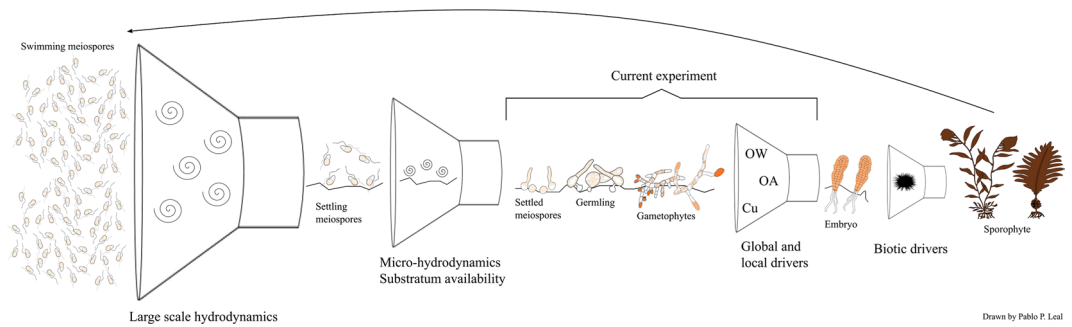 Swimming meiospores
Large scale hydrodynamics
Settling
meiospores
Micro-hydrodynamics
Substratum availability
Current experiment
Settled
meiospores
Germling
Gametophytes
OW
OA
Cu
Global and
local drivers
Embryo
Biotic drivers
Sporophyte
Drawn by Pablo P. Leal